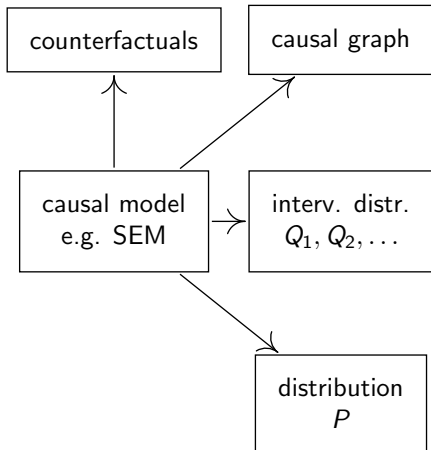 counterfactuals
causal graph
causal model
e.g. SEM
interv. distr.
Q₁, Q₂, . . .
distribution
P